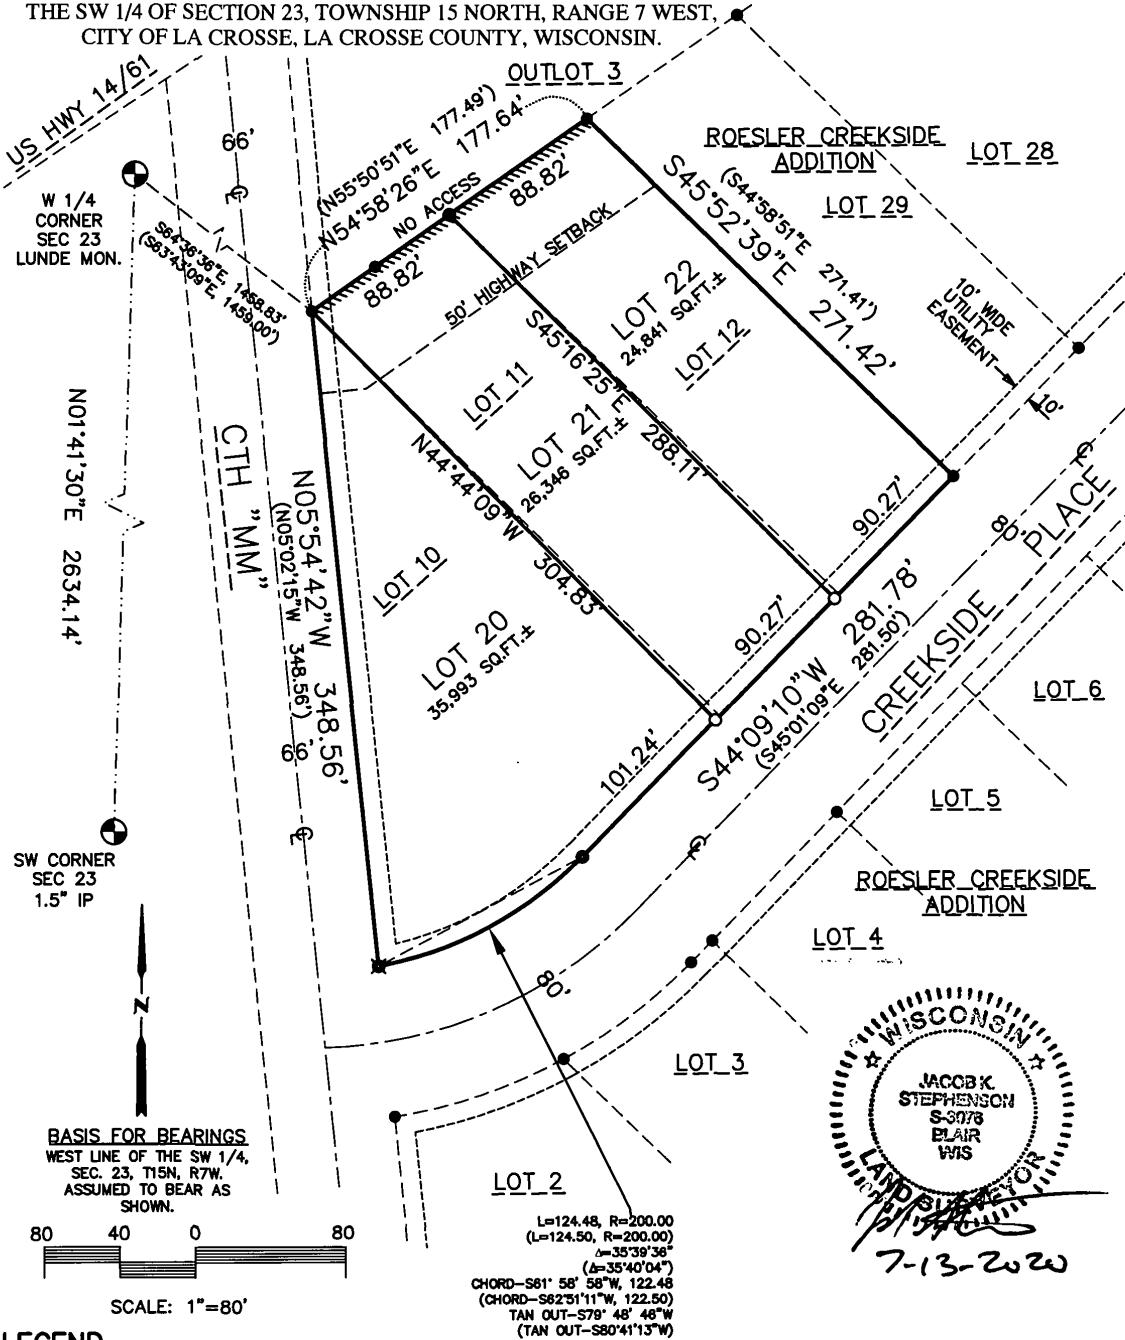 THE SW 1/4 OF SECTION 23, TOWNSHIP 15 NORTH, RANGE 7 WEST,
CITY OF LA CROSSE, LA CROSSE COUNTY, WISCONSIN.
US HWY 14/61
OUTLOT 3
66'
℄
W 1/4
CORNER
SEC 23
LUNDE MON.
S64°36'36"E, 1458.83'
(S63°43'09"E, 1459.00')
(N55°50'51"E 177.49')
N54°58'26"E 177.64'
NO ACCESS
88.82'
88.82'
50' HIGHWAY SETBACK
ROESLER CREEKSIDE
ADDITION
LOT 28
LOT 29
(S44°58'51"E 271.41')
S45°52'39"E 271.42'
10' WIDE
UTILITY
EASEMENT
10'
LOT 22
24,841 SQ.FT.±
LOT 12
S45°16'25"E 288.11'
LOT 11
LOT 21
26,346 SQ.FT.±
N44°44'09"W 304.83'
LOT 10
LOT 20
35,993 SQ.FT.±
N01°41'30"E 2634.14'
CTH "MM"
N05°54'42"W 348.56'
(N05°02'15"W 348.56')
66'
℄
90.27'
90.27'
101.24'
S44°09'10"W 281.78'
(S45°01'09"E 281.50')
℄
80'
CREEKSIDE PLACE
℄
80'
LOT 6
LOT 5
ROESLER CREEKSIDE
ADDITION
LOT 4
LOT 3
LOT 2
SW CORNER
SEC 23
1.5" IP
N
BASIS FOR BEARINGS
WEST LINE OF THE SW 1/4,
SEC. 23, T15N, R7W.
ASSUMED TO BEAR AS
SHOWN.
80 40 0 80
SCALE: 1"=80'
L=124.48, R=200.00
(L=124.50, R=200.00)
Δ=35°39'36"
(Δ=35°40'04")
CHORD-S61° 58' 58"W, 122.48
(CHORD-S62°51'11"W, 122.50)
TAN OUT-S79° 48' 46"W
(TAN OUT-S80°41'13"W)
WISCONSIN
JACOB K.
STEPHENSON
S-3078
BLAIR
WIS
LAND SURVEYOR
7-13-2020
LEGEND